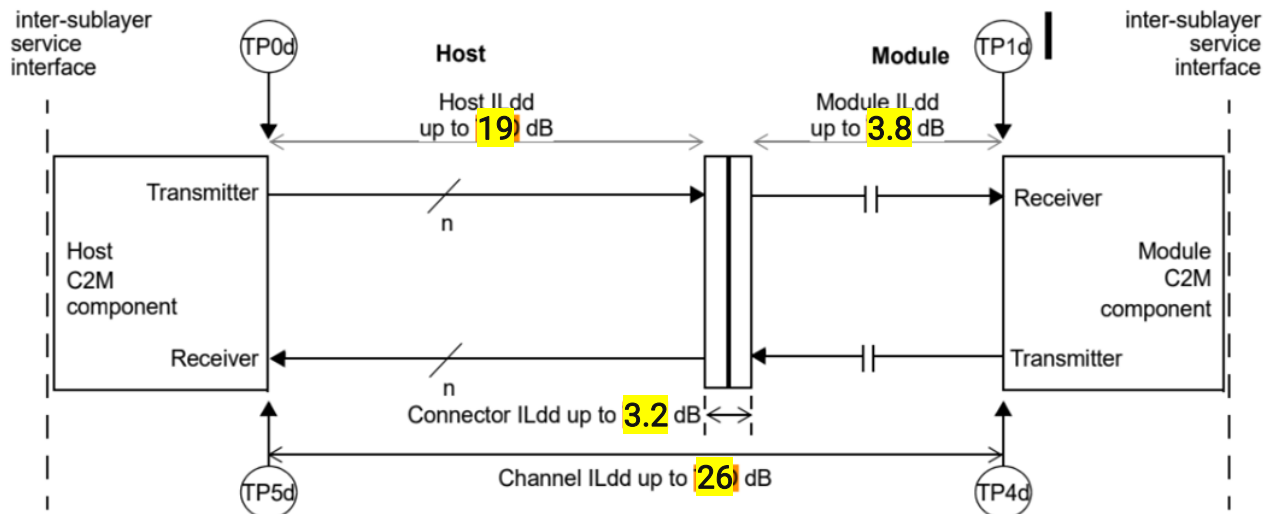 inter-sublayer
service
interface
TP0d
Host
Module
TP1d
inter-sublayer
service
interface
Host ILdd
up to 19 dB
Module ILdd
up to 3.8 dB
Transmitter
n
Receiver
Host
C2M
component
Module
C2M
component
Receiver
n
Transmitter
Connector ILdd up to 3.2 dB
Channel ILdd up to 26 dB
TP5d
TP4d